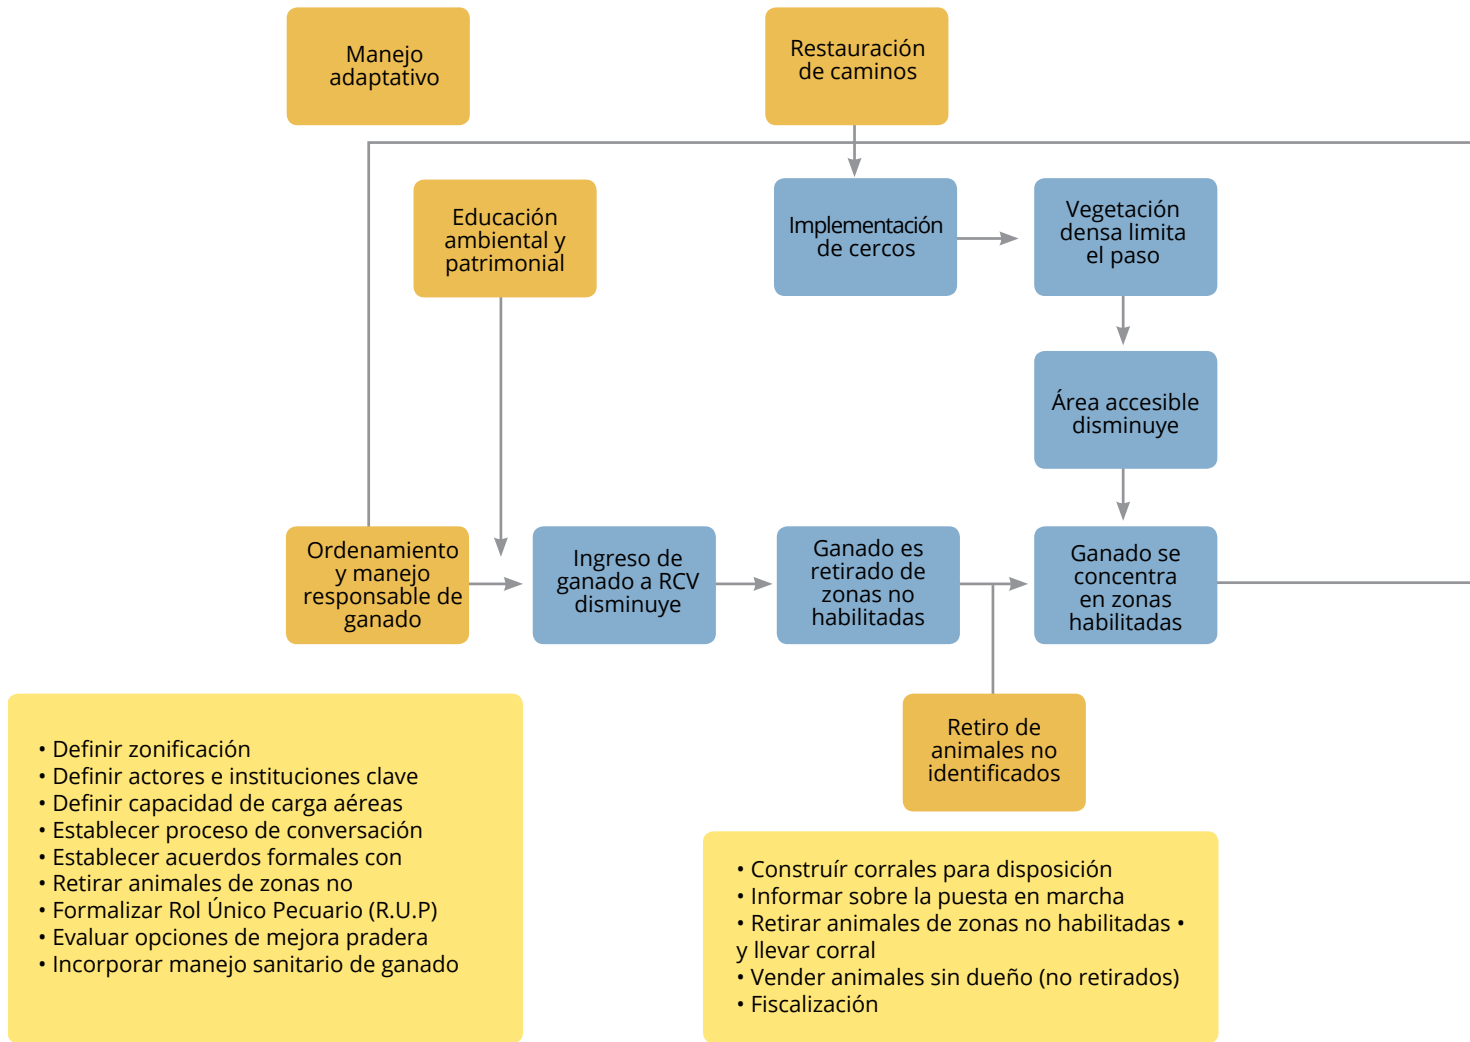 Manejo
adaptativo
Restauración
de caminos
Educación
ambiental y
patrimonial
Implementación
de cercos
Vegetación
densa limita
el paso
Área accesible
disminuye
Ordenamiento
y manejo
responsable de
ganado
Ingreso de
ganado a RCV
disminuye
Ganado es
retirado de
zonas no
habilitadas
Ganado se
concentra
en zonas
habilitadas
Retiro de
animales no
identificados
• Definir zonificación
• Definir actores e instituciones clave
• Definir capacidad de carga aéreas
• Establecer proceso de conversación
• Establecer acuerdos formales con
• Retirar animales de zonas no
• Formalizar Rol Único Pecuario (R.U.P)
• Evaluar opciones de mejora pradera
• Incorporar manejo sanitario de ganado
• Construír corrales para disposición
• Informar sobre la puesta en marcha
• Retirar animales de zonas no habilitadas •
y llevar corral
• Vender animales sin dueño (no retirados)
• Fiscalización